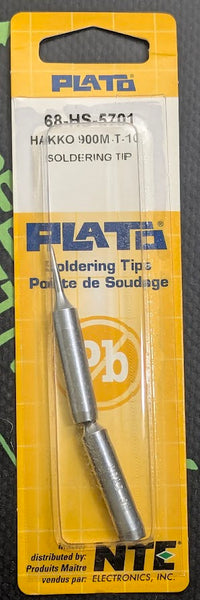 PLATO
68-HS-5701
HAKKO 900M-T-
SOLDERING TIP
PLATO
Soldering Tips
Pointe de Soudage
Pb
distributed by:
Produits Maitre
vendus par:
NTE
ELECTRONICS, INC.